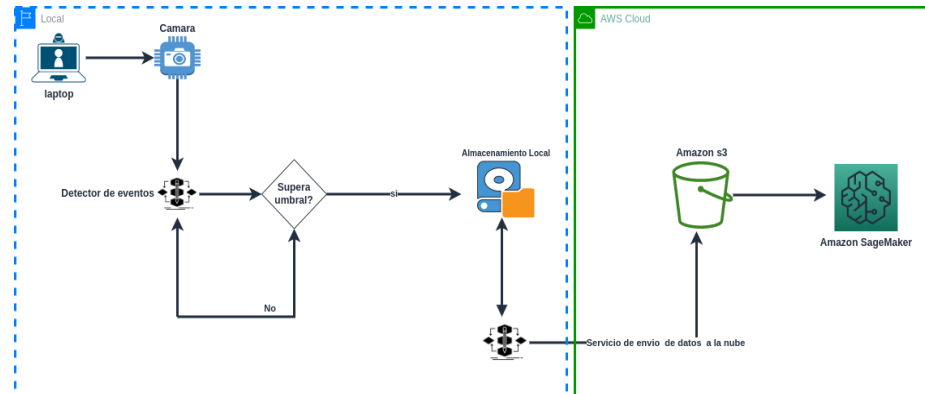 Local
AWS Cloud
Camara
laptop
Almacenamiento Local
Amazon s3
Detector de eventos
Supera
umbral?
si
Amazon SageMaker
No
Servicio de envio de datos a la nube